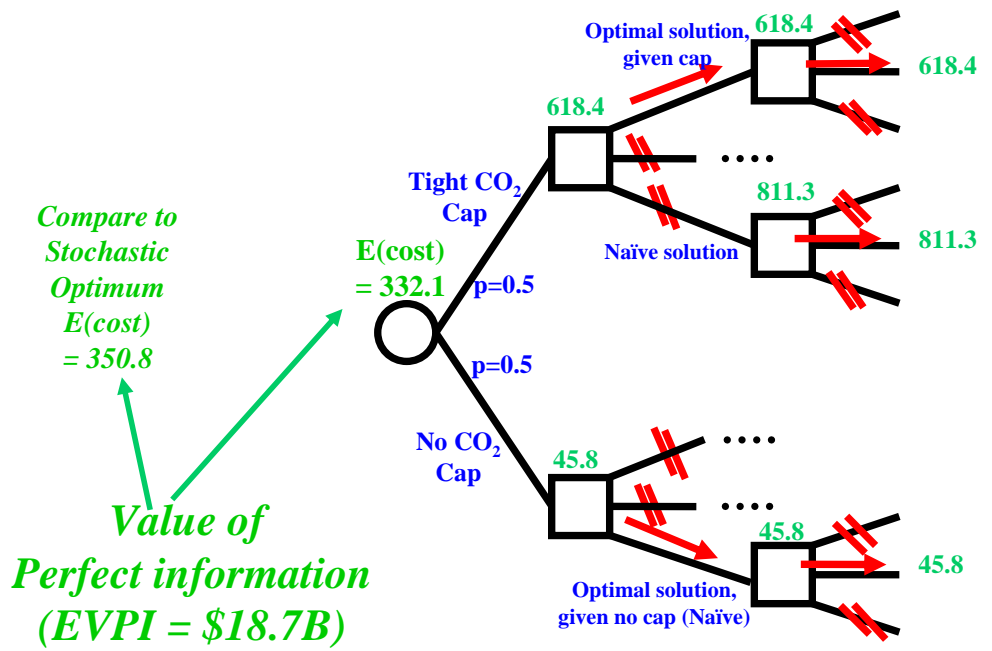 Optimal solution,
given cap
618.4
618.4
618.4
Tight CO₂
Cap
811.3
811.3
Naïve solution
Compare to
Stochastic
Optimum
E(cost)
= 350.8
E(cost)
= 332.1
p=0.5
p=0.5
No CO₂
Cap
45.8
45.8
45.8
Optimal solution,
given no cap (Naïve)
Value of
Perfect information
(EVPI = $18.7B)